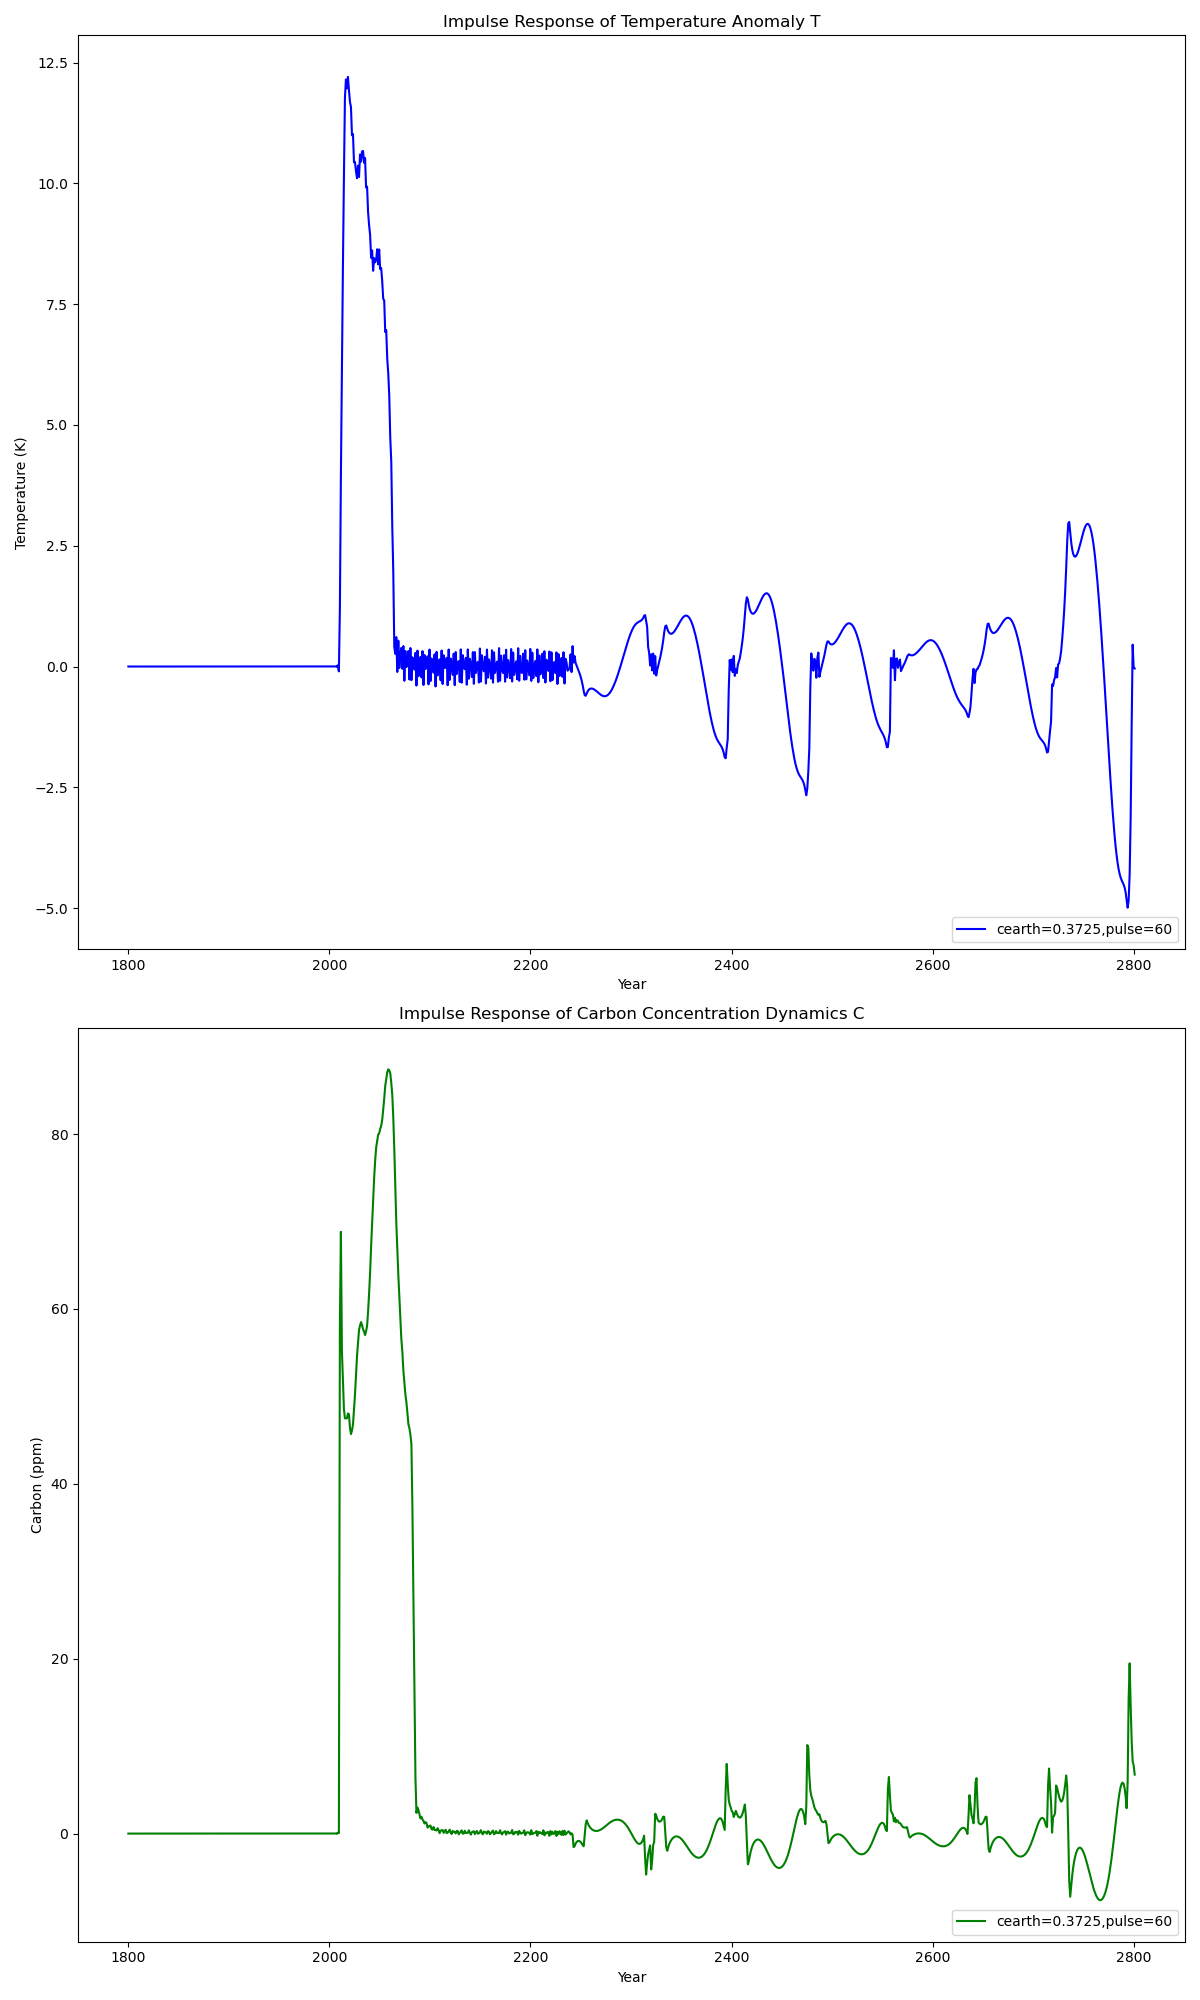 Impulse Response of Temperature Anomaly T
12.5
10.0
7.5
5.0
2.5
0.0
−2.5
−5.0
Temperature (K)
cearth=0.3725,pulse=60
1800 2000 2200 2400 2600 2800
Year
Impulse Response of Carbon Concentration Dynamics C
80
60
40
20
0
Carbon (ppm)
cearth=0.3725,pulse=60
1800 2000 2200 2400 2600 2800
Year